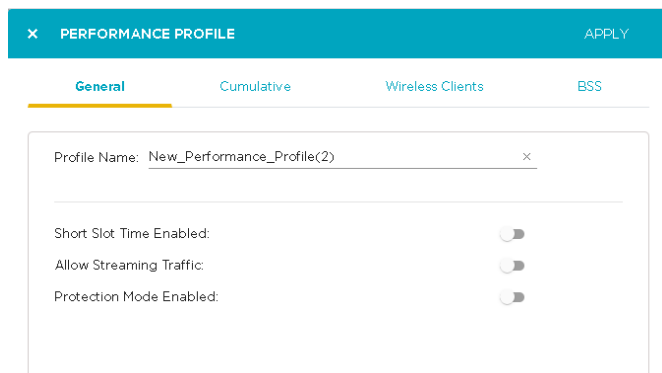 × PERFORMANCE PROFILE APPLY
General Cumulative Wireless Clients BSS
Profile Name: New_Performance_Profile(2) ×
Short Slot Time Enabled:
Allow Streaming Traffic:
Protection Mode Enabled: